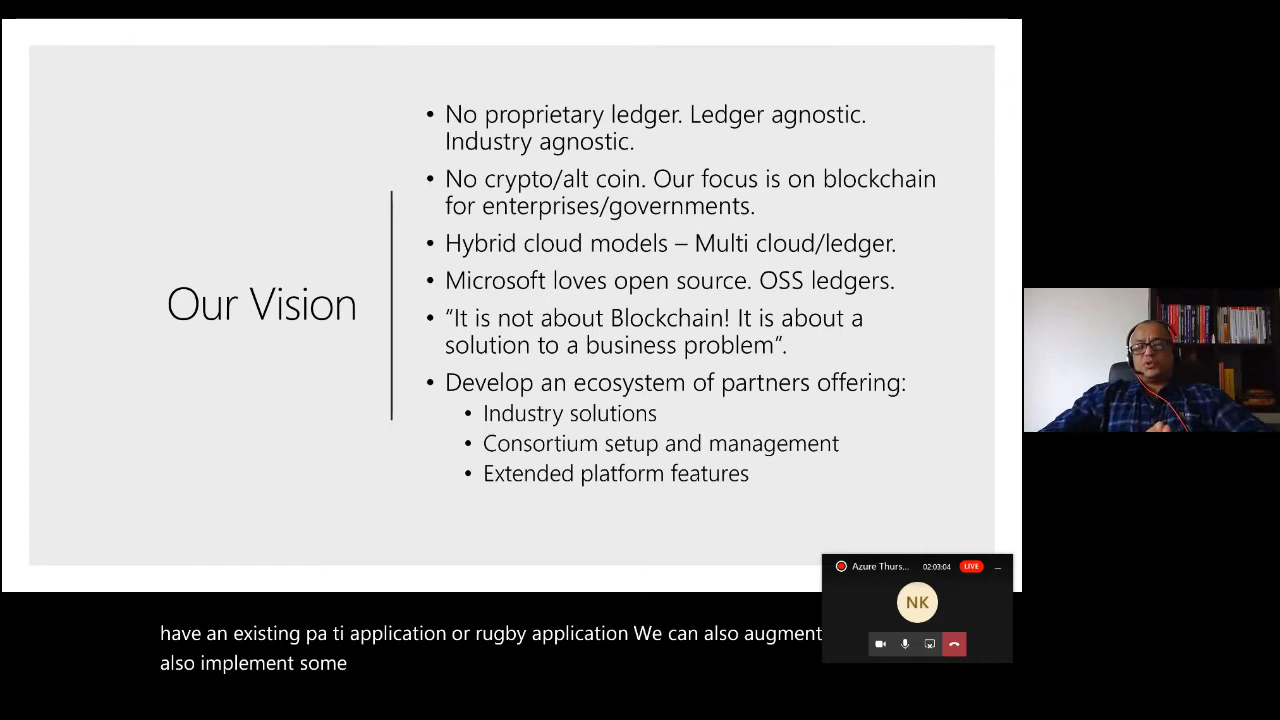 • No proprietary ledger. Ledger agnostic.
Industry agnostic.
• No crypto/alt coin. Our focus is on blockchain
for enterprises/governments.
• Hybrid cloud models – Multi cloud/ledger.
• Microsoft loves open source. OSS ledgers.
Our Vision
• “It is not about Blockchain! It is about a
solution to a business problem“.
• Develop an ecosystem of partners offering:
• Industry solutions
• Consortium setup and management
• Extended platform features
Azure Thurs... 02:03:04 LIVE
NK
have an existing pa ti application or rugby application We can also augment
also implement some